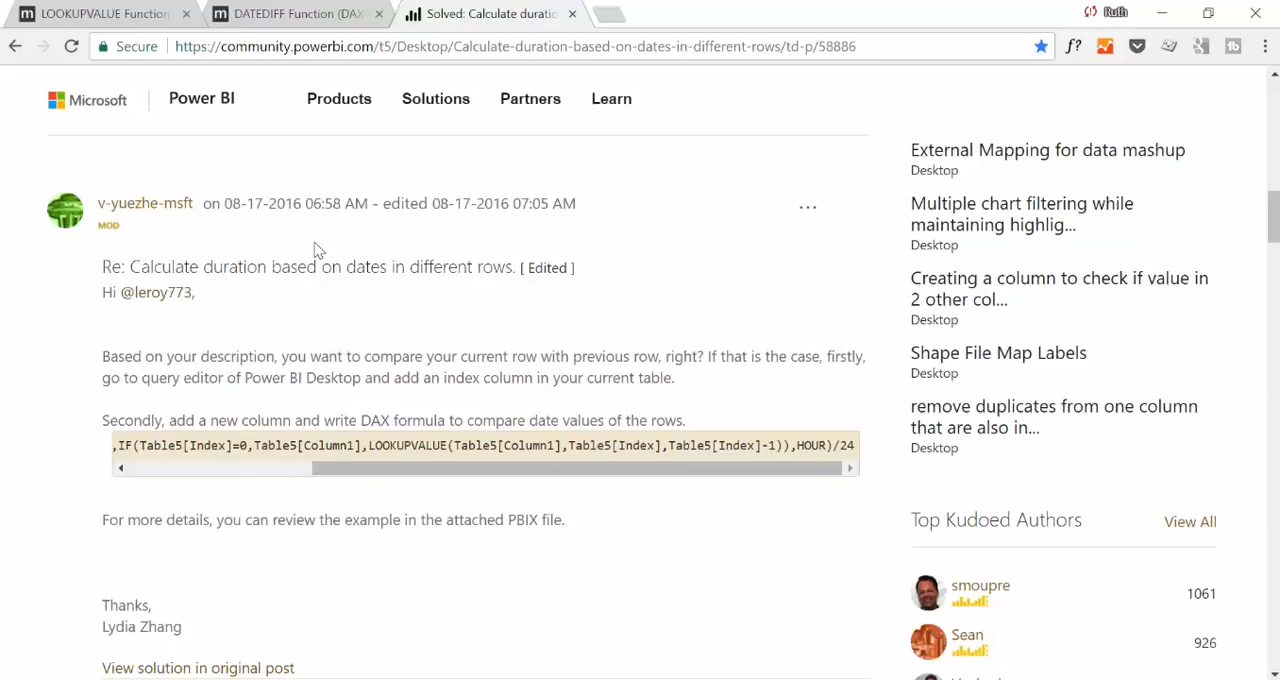 LOOKUPVALUE Function
DATEDIFF Function (DAX
Solved: Calculate duratio
Ruth
Secure
https://community.powerbi.com/t5/Desktop/Calculate-duration-based-on-dates-in-different-rows/td-p/58886
f?
Microsoft
Power BI
Products
Solutions
Partners
Learn
v-yuezhe-msft on 08-17-2016 06:58 AM - edited 08-17-2016 07:05 AM
MOD
Re: Calculate duration based on dates in different rows. [ Edited ]
Hi @leroy773,
Based on your description, you want to compare your current row with previous row, right? If that is the case, firstly,
go to query editor of Power BI Desktop and add an index column in your current table.
Secondly, add a new column and write DAX formula to compare date values of the rows.
,IF(Table5[Index]=0,Table5[Column1],LOOKUPVALUE(Table5[Column1],Table5[Index],Table5[Index]-1)),HOUR)/24
For more details, you can review the example in the attached PBIX file.
Thanks,
Lydia Zhang
View solution in original post
External Mapping for data mashup
Desktop
Multiple chart filtering while
maintaining highlig...
Desktop
Creating a column to check if value in
2 other col...
Desktop
Shape File Map Labels
Desktop
remove duplicates from one column
that are also in...
Desktop
Top Kudoed Authors
View All
smoupre
1061
Sean
926